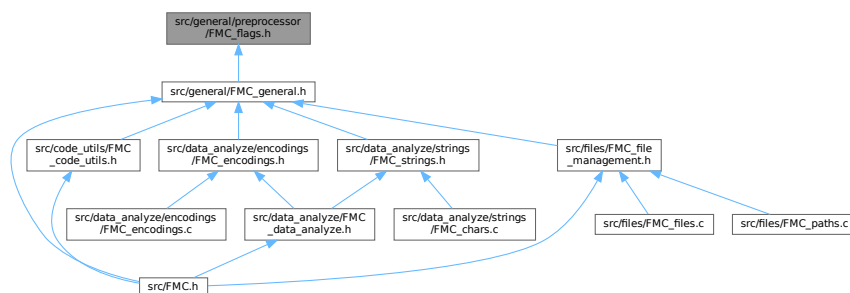 src/general/preprocessor
/FMC_flags.h
src/general/FMC_general.h
src/code_utils/FMC
_code_utils.h
src/data_analyze/encodings
/FMC_encodings.h
src/data_analyze/strings
/FMC_strings.h
src/files/FMC_file
_management.h
src/data_analyze/encodings
/FMC_encodings.c
src/data_analyze/FMC
_data_analyze.h
src/data_analyze/strings
/FMC_chars.c
src/files/FMC_files.c
src/files/FMC_paths.c
src/FMC.h